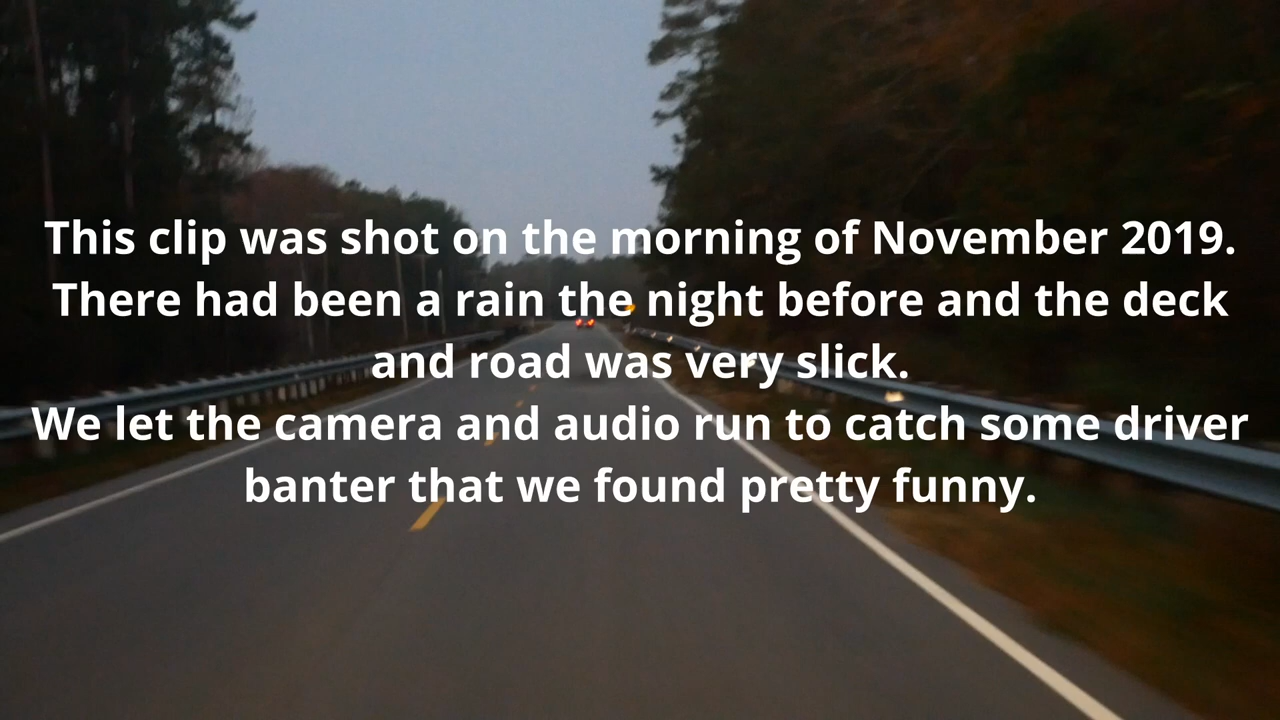 This clip was shot on the morning of November 2019.
There had been a rain the night before and the deck
and road was very slick.
We let the camera and audio run to catch some driver
banter that we found pretty funny.